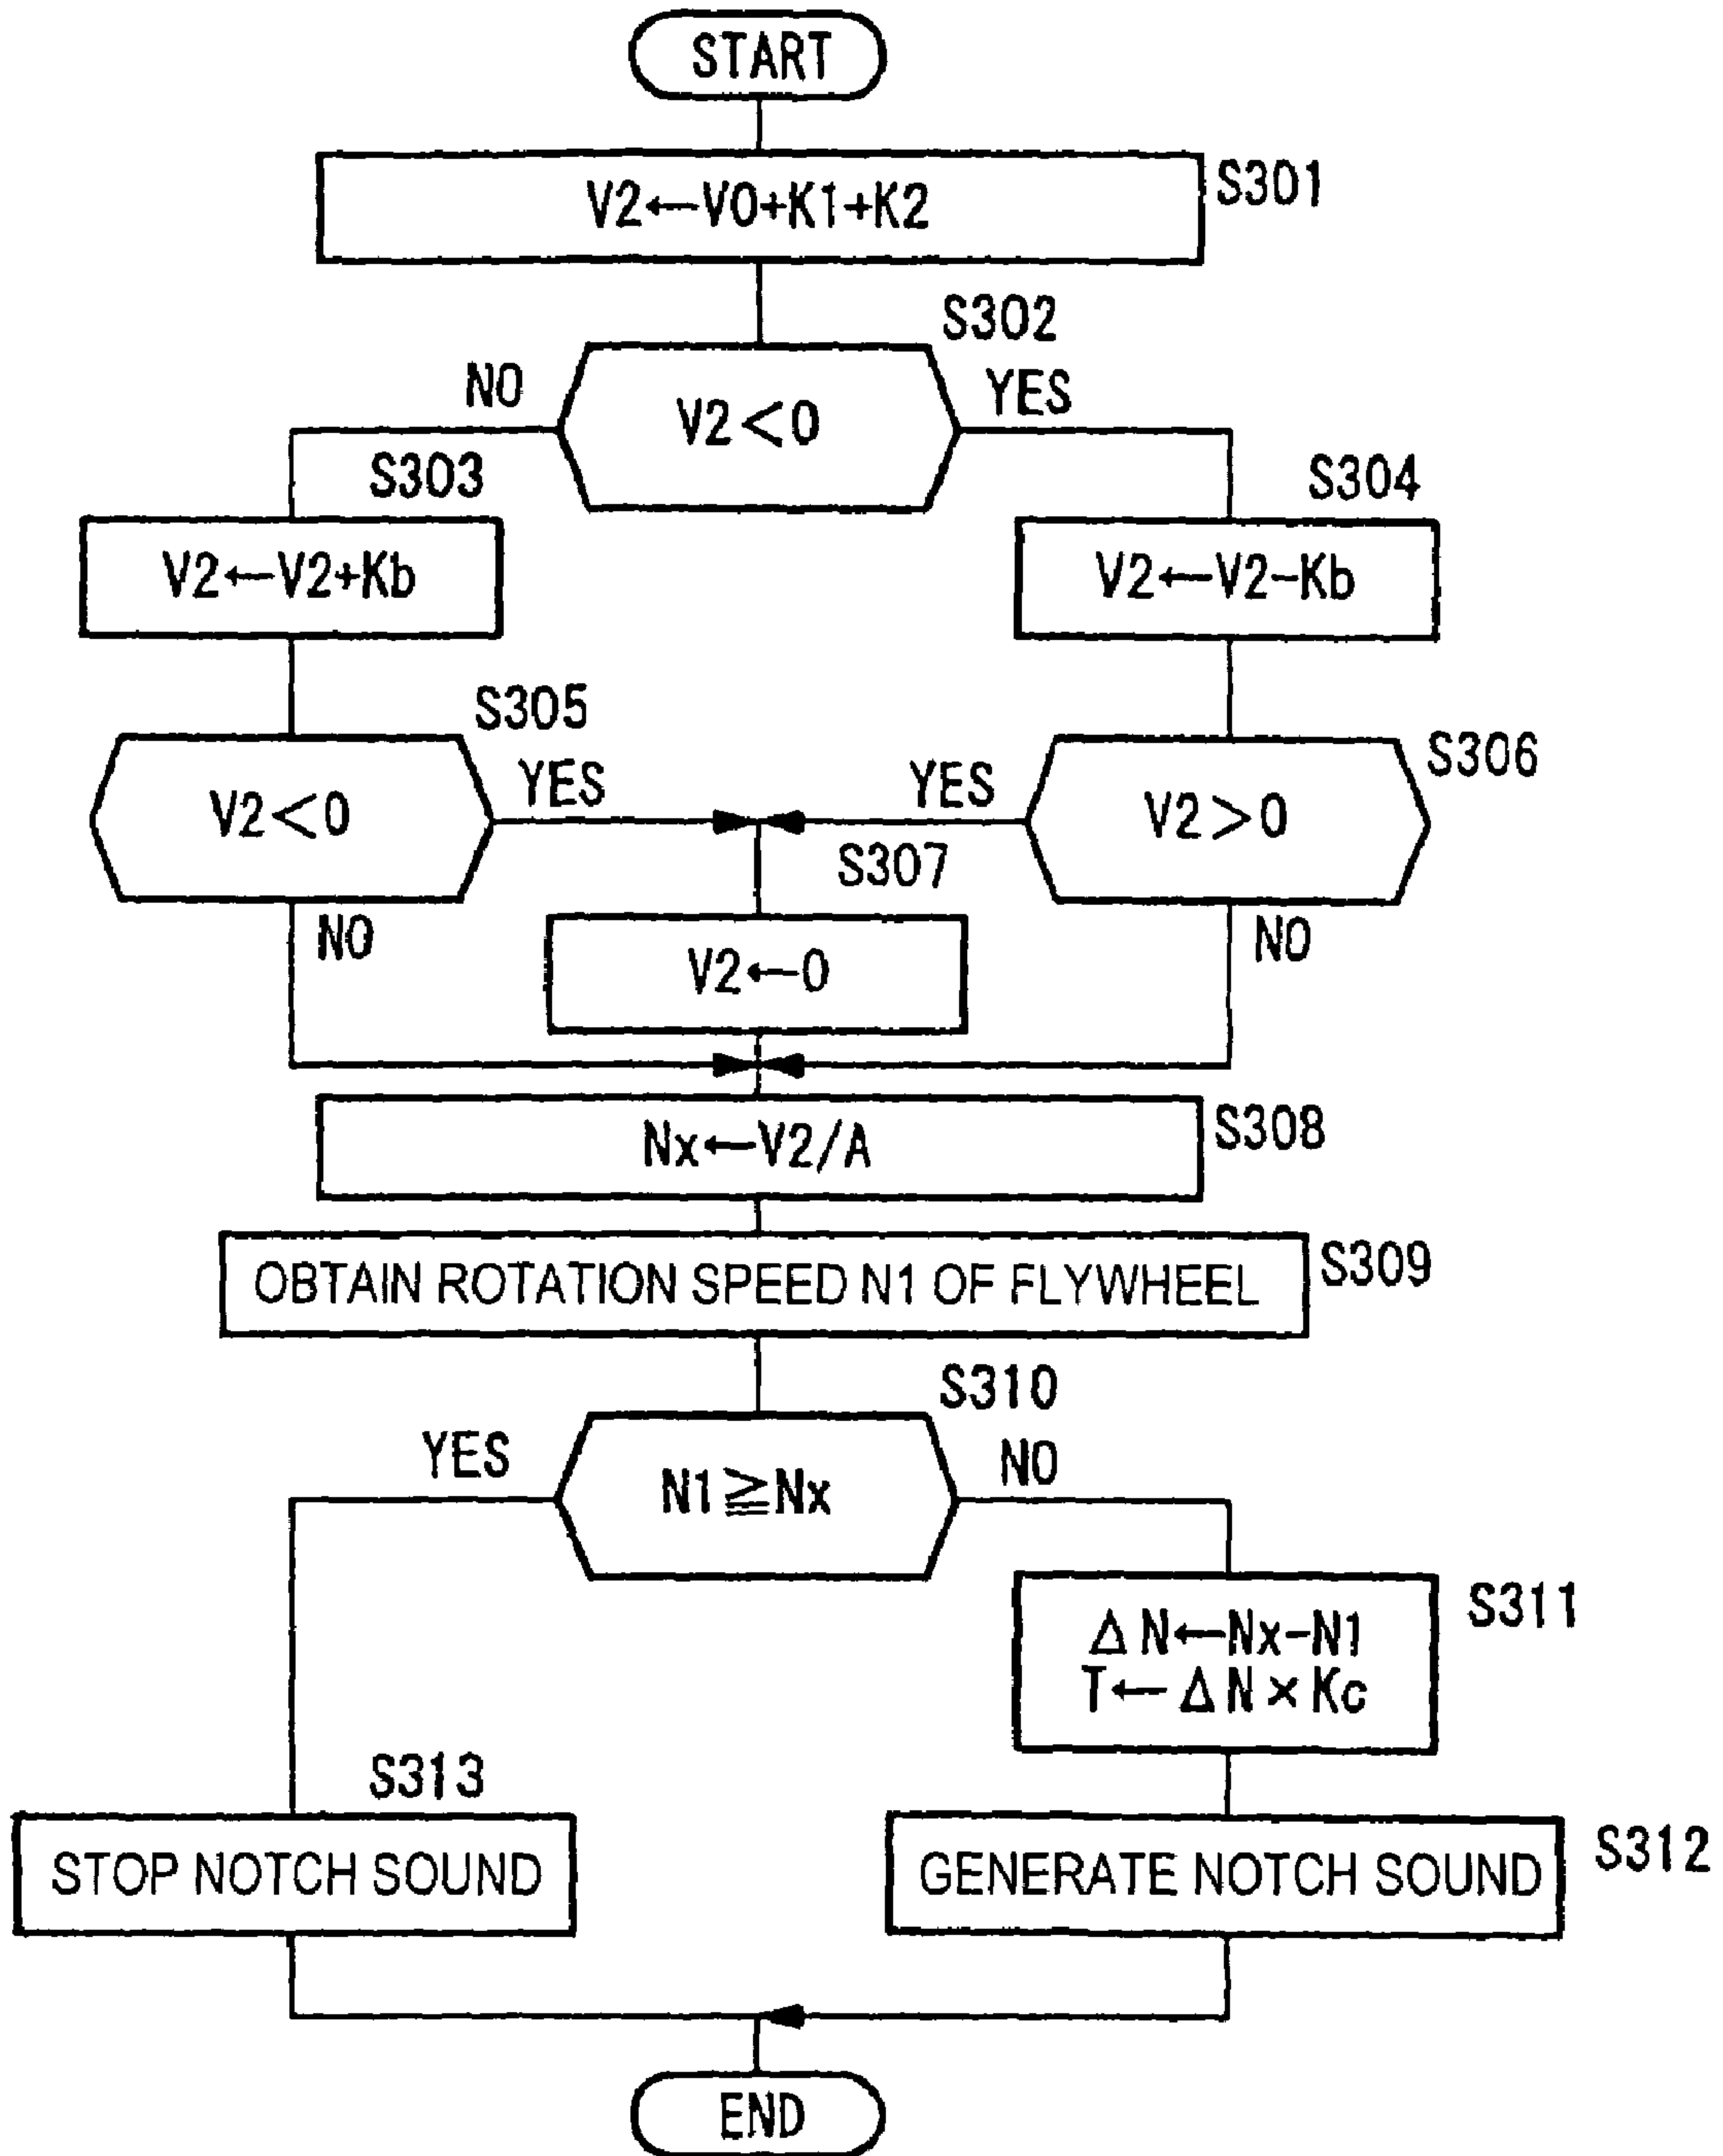 START
V2←V0+K1+K2
S301
S302
NO
V2<0
YES
S303
S304
V2←V2+Kb
V2←V2-Kb
S305
S306
V2<0
YES
YES
V2>0
S307
NO
NO
V2←0
Nx←V2/A
S308
OBTAIN ROTATION SPEED N1 OF FLYWHEEL
S309
S310
YES
N1≧Nx
NO
S311
ΔN←Nx-N1
T←ΔN×Kc
S313
STOP NOTCH SOUND
GENERATE NOTCH SOUND
S312
END